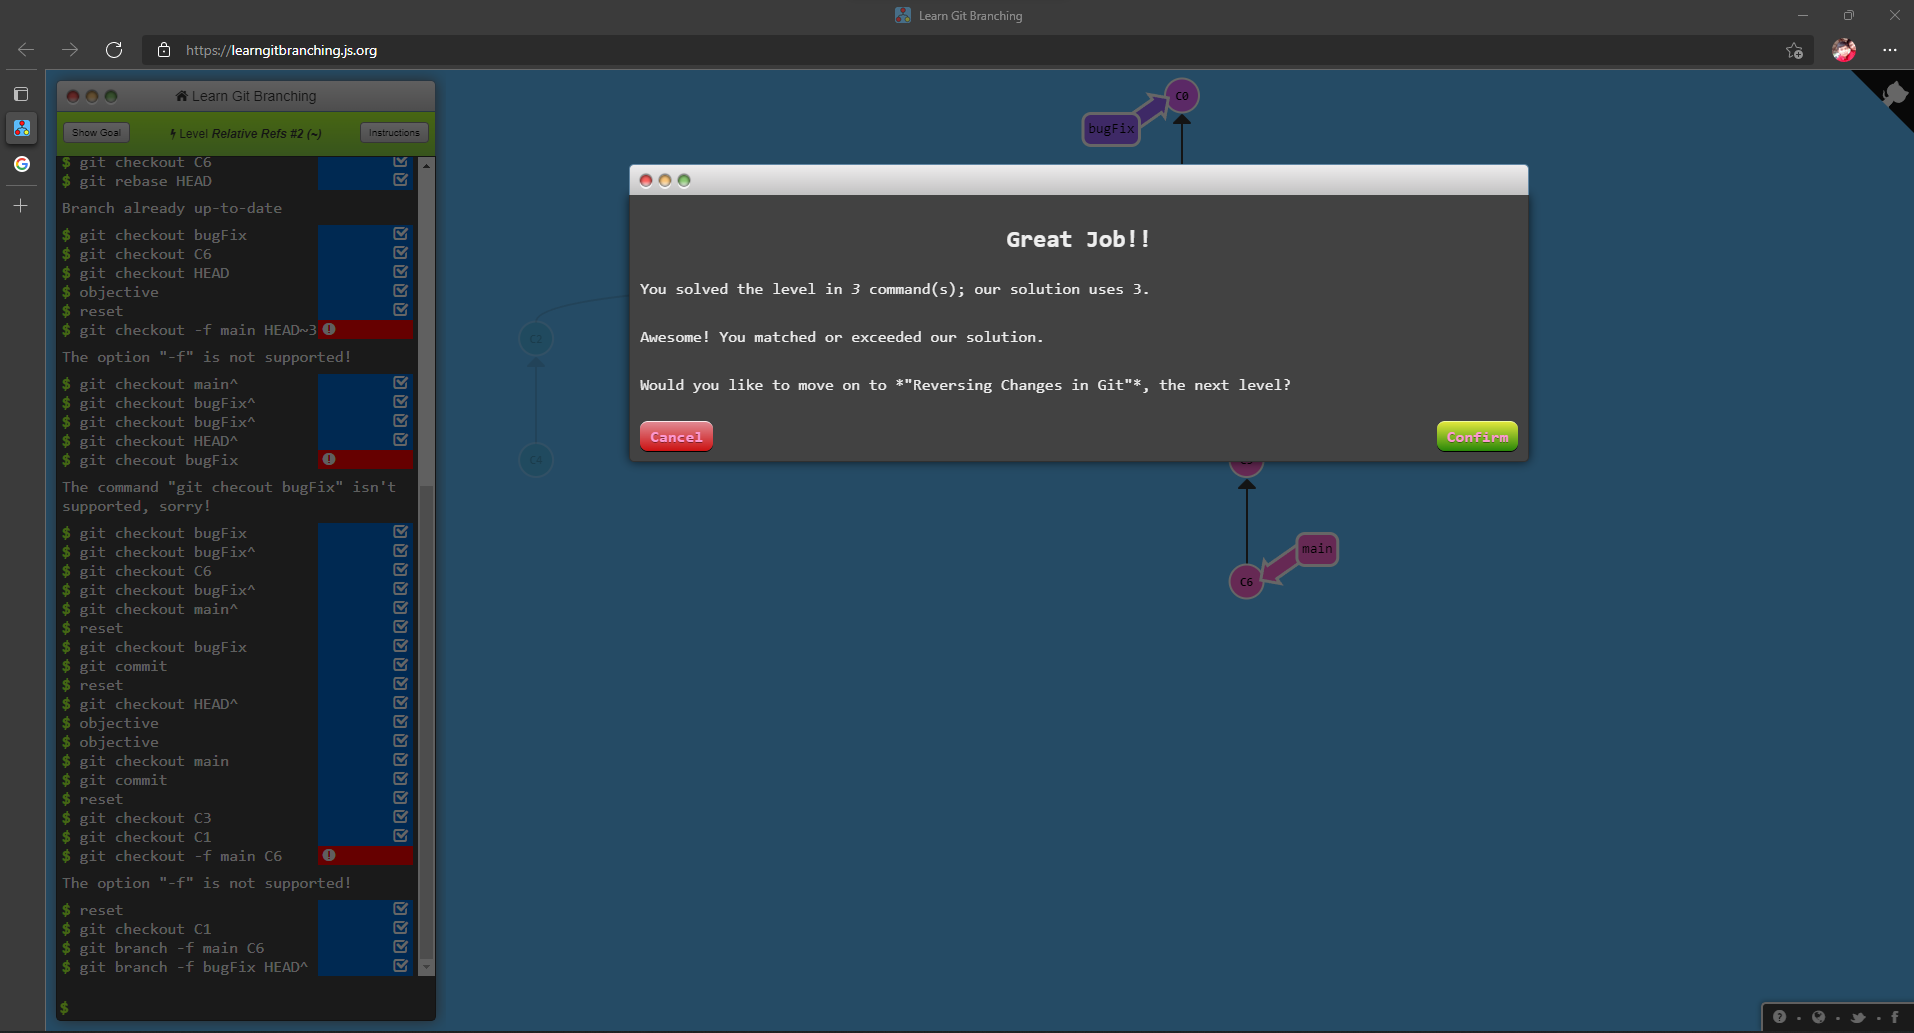 Learn Git Branching
https://learngitbranching.js.org
Learn Git Branching
Show Goal
Level Relative Refs #2 (~)
Instructions
$ git checkout C6
$ git rebase HEAD
Branch already up-to-date
$ git checkout bugFix
$ git checkout C6
$ git checkout HEAD
$ objective
$ reset
$ git checkout -f main HEAD~3
The option "-f" is not supported!
$ git checkout main^
$ git checkout bugFix^
$ git checkout bugFix^
$ git checkout HEAD^
$ git checout bugFix
The command "git checout bugFix" isn't
supported, sorry!
$ git checkout bugFix
$ git checkout bugFix^
$ git checkout C6
$ git checkout bugFix^
$ git checkout main^
$ reset
$ git checkout bugFix
$ git commit
$ reset
$ git checkout HEAD^
$ objective
$ objective
$ git checkout main
$ git commit
$ reset
$ git checkout C3
$ git checkout C1
$ git checkout -f main C6
The option "-f" is not supported!
$ reset
$ git checkout C1
$ git branch -f main C6
$ git branch -f bugFix HEAD^
$
C0
bugFix
C2
C4
Great Job!!
You solved the level in 3 command(s); our solution uses 3.
Awesome! You matched or exceeded our solution.
Would you like to move on to *"Reversing Changes in Git"*, the next level?
Cancel
Confirm
main
C6